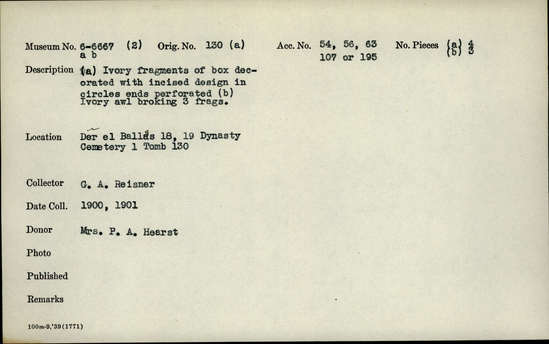 Museum No. 6-6667 (2) Orig. No. 130 (a) Acc. No. 54, 56, 63 No. Pieces (a) 4
a b 107 or 195 (b) 3
Description (a) Ivory fragments of box dec-
orated with incised design in
circles ends perforated (b)
Ivory awl broking 3 frags.
Location Der el Ballas 18, 19 Dynasty
Cemetery 1 Tomb 130
Collector G. A. Reisner
Date Coll. 1900, 1901
Donor Mrs. P. A. Hearst
Photo
Published
Remarks
100m-9,'39(1771)